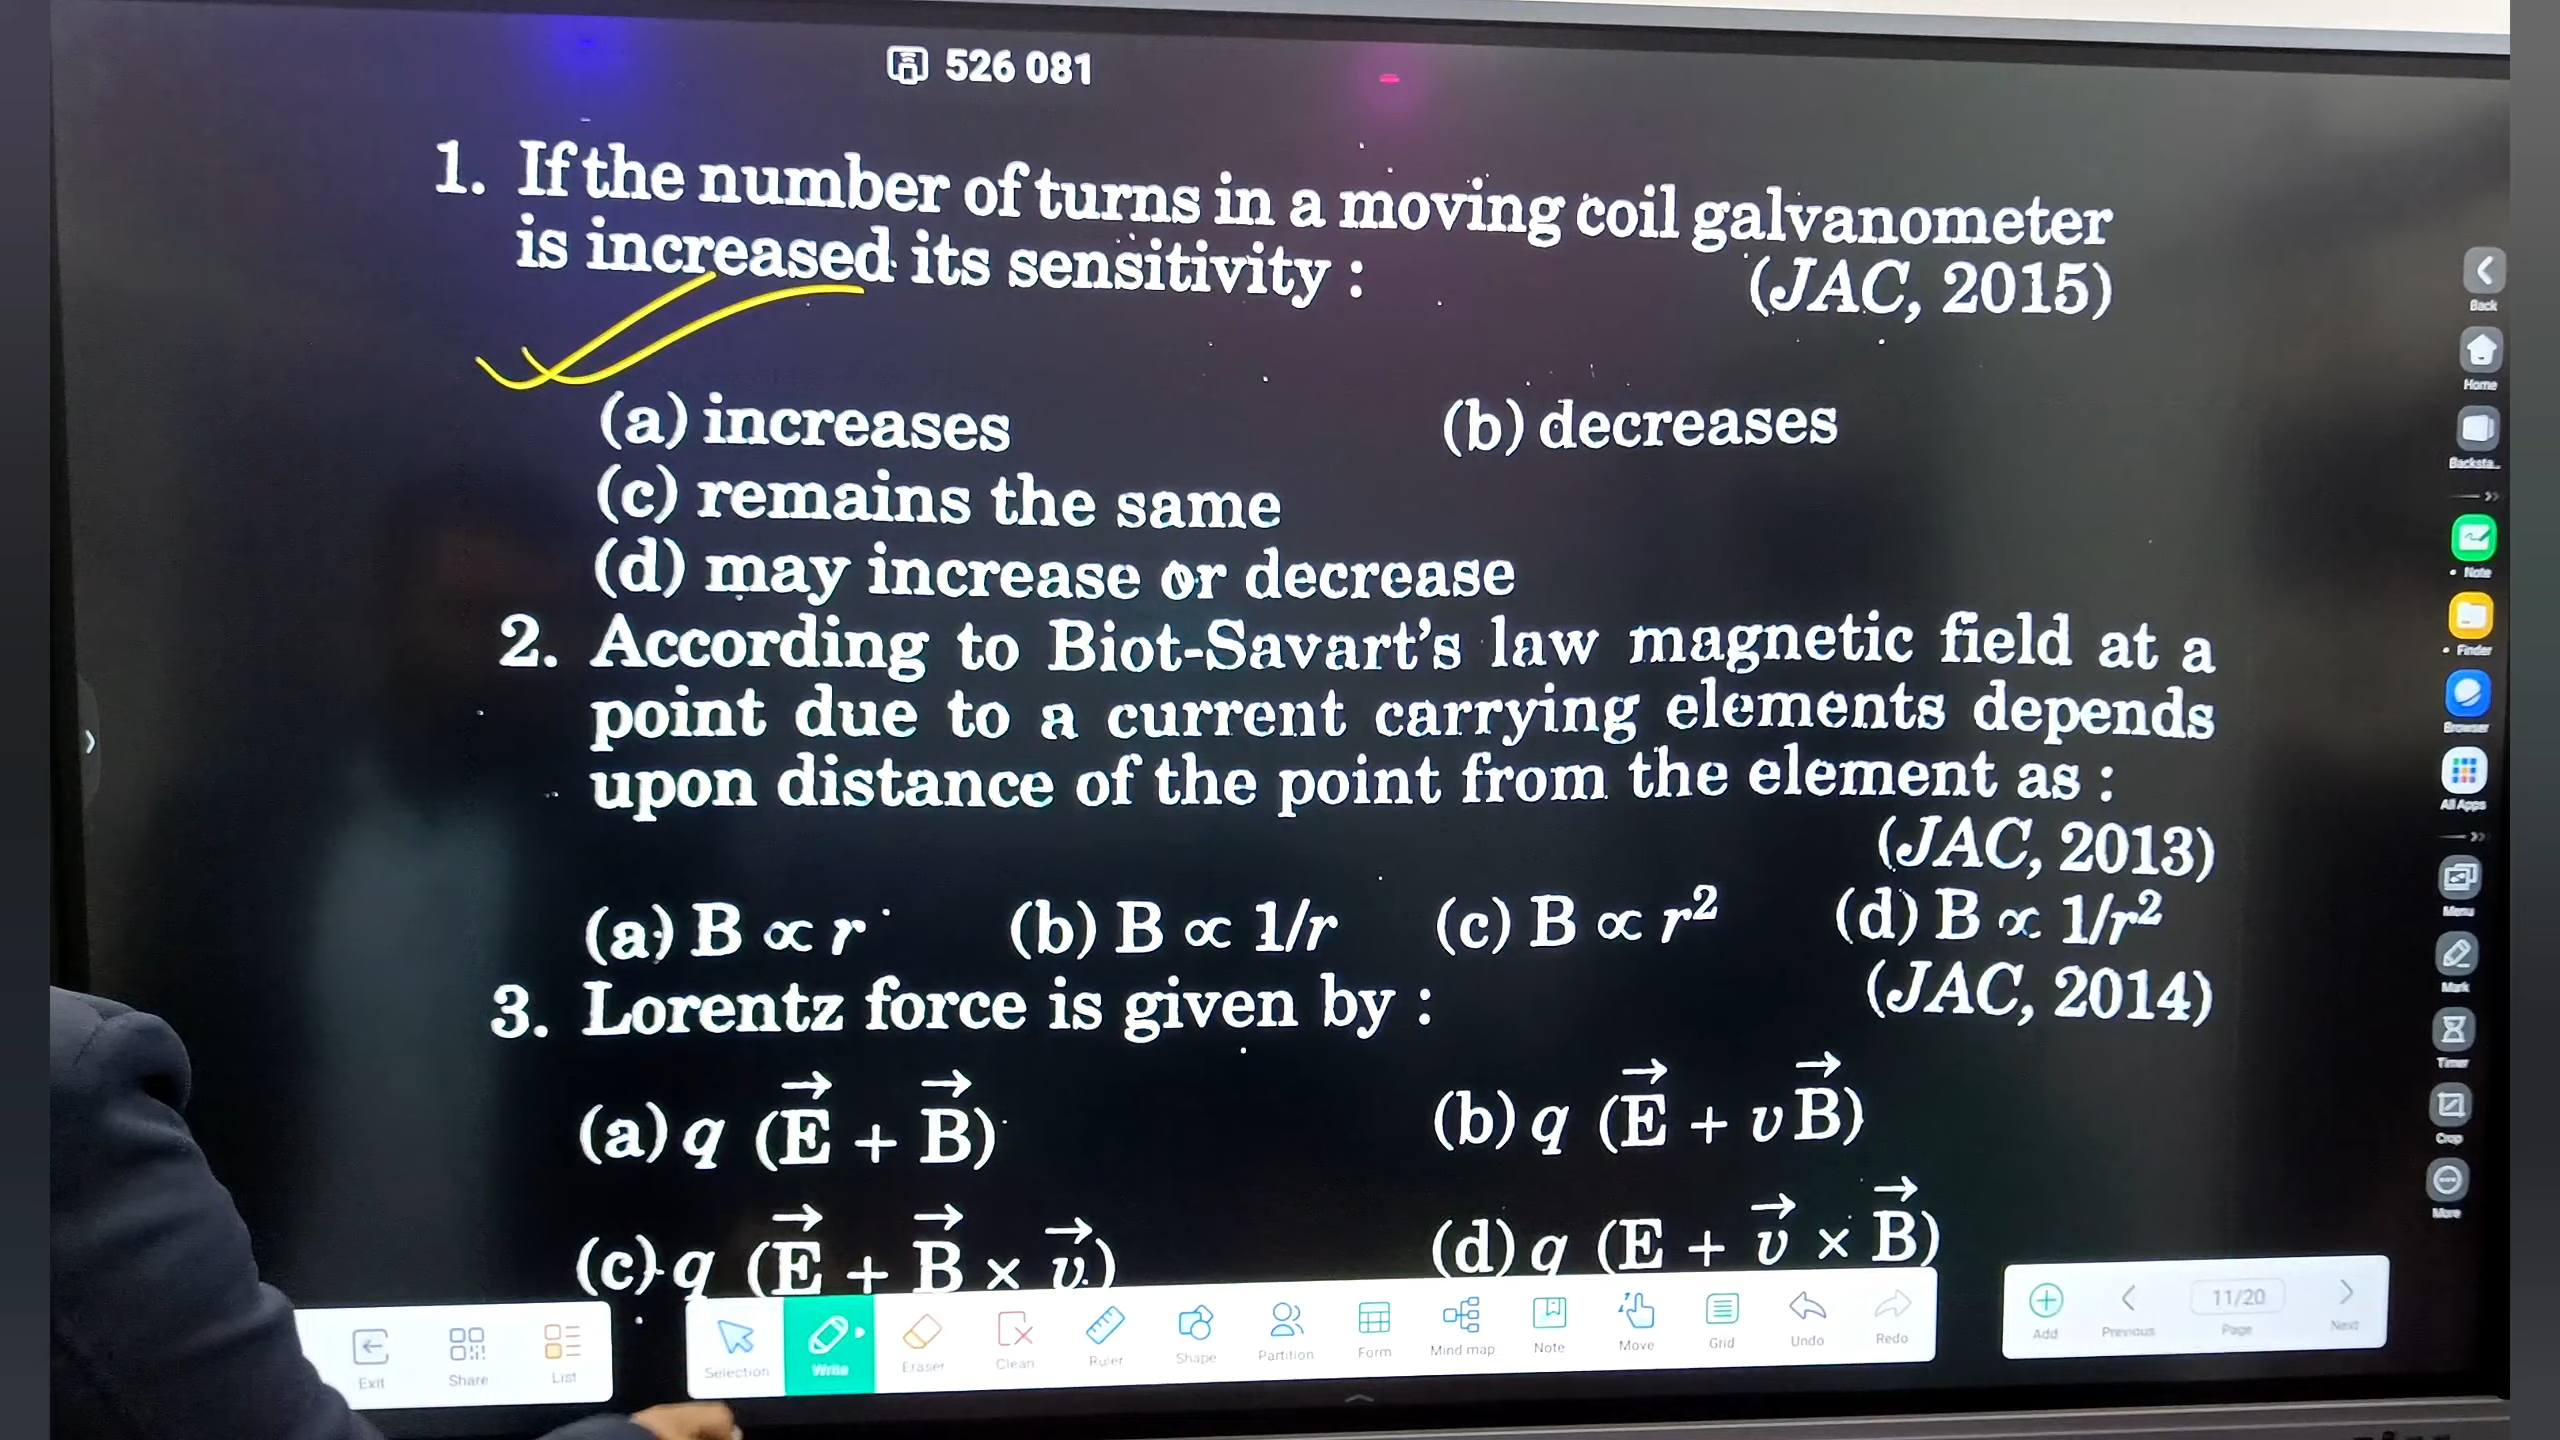 526 081
1. If the number of turns in a moving coil galvanometer
is increased its sensitivity :
(JAC, 2015)
(a) increases (b) decreases
(c) remains the same
(d) may increase or decrease
2. According to Biot-Savart's law magnetic field at a
point due to a current carrying elements depends
upon distance of the point from the element as :
(JAC, 2013)
(a) B ∝ r (b) B ∝ 1/r (c) B ∝ r² (d) B ∝ 1/r²
3. Lorentz force is given by : (JAC, 2014)
(a) q (E⃗ + B⃗) (b) q (E⃗ + v B⃗)
(c) q (E⃗ + B⃗ × v⃗) (d) q (E + v⃗ × B⃗)
Back
Home
Backsta...
Note
Finder
Browser
All Apps
Menu
Mark
Timer
Crop
More
Exit Share List
Selection Write Eraser Clean Ruler Shape Partition Form Mind map Note Move Grid Undo Redo
Add Previous 11/20 Page Next